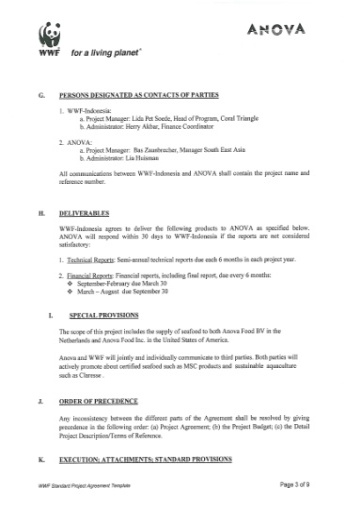 WWF for a living planet®
ANOVA
G. PERSONS DESIGNATED AS CONTACTS OF PARTIES
1. WWF-Indonesia:
a. Project Manager: Lida Pet Soede, Head of Program, Coral Triangle
b. Administrator: Herry Akbar, Finance Coordinator
2. ANOVA:
a. Project Manager: Bas Zaunbrecher, Manager South East Asia
b. Administrator: Lia Huisman
All communications between WWF-Indonesia and ANOVA shall contain the project name and
reference number.
H. DELIVERABLES
WWF-Indonesia agrees to deliver the following products to ANOVA as specified below.
ANOVA will respond within 30 days to WWF-Indonesia if the reports are not considered
satisfactory:
1. Technical Reports: Semi-annual technical reports due each 6 months in each project year.
2. Financial Reports: Financial reports, including final report, due every 6 months:
❖ September-February due March 30
❖ March – August due September 30
I. SPECIAL PROVISIONS
The scope of this project includes the supply of seafood to both Anova Food BV in the
Netherlands and Anova Food Inc. in the United States of America.
Anova and WWF will jointly and individually communicate to third parties. Both parties will
actively promote about certified seafood such as MSC products and sustainable aquaculture
such as Claresse .
J. ORDER OF PRECEDENCE
Any inconsistency between the different parts of the Agreement shall be resolved by giving
precedence in the following order: (a) Project Agreement; (b) the Project Budget; (c) the Detail
Project Description/Terms of Reference.
K. EXECUTION; ATTACHMENTS; STANDARD PROVISIONS
WWF Standard Project Agreement Template
Page 3 of 9